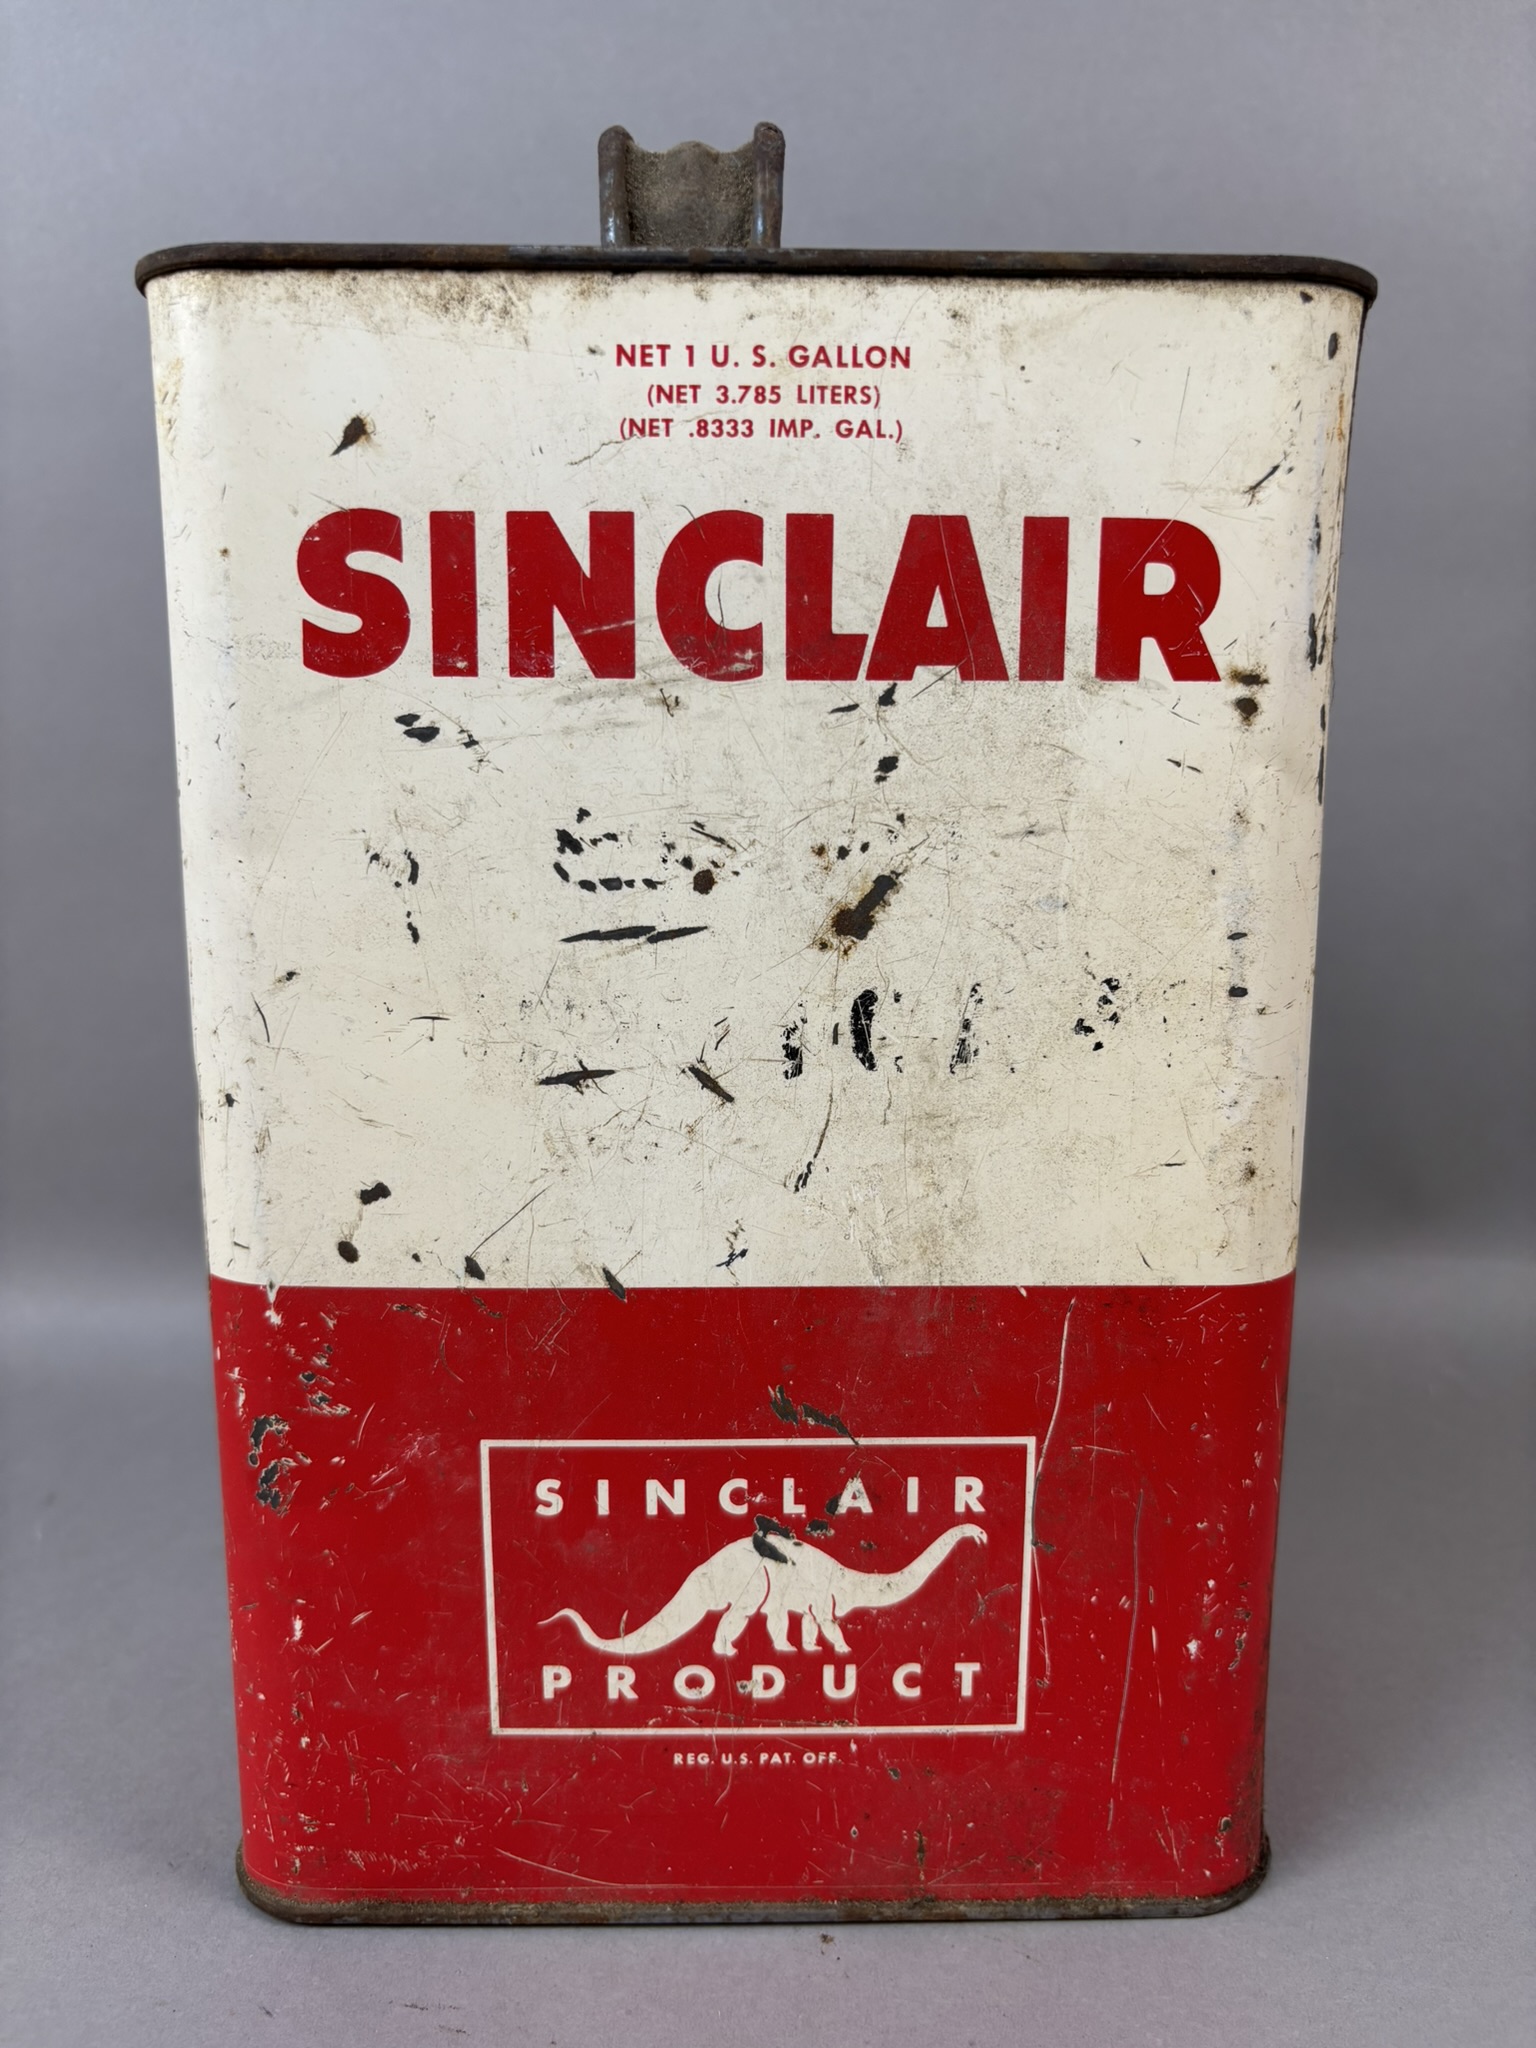 NET 1 U. S. GALLON
(NET 3.785 LITERS)
(NET .8333 IMP. GAL.)
SINCLAIR
SINCLAIR
PRODUCT
REG. U.S. PAT. OFF.